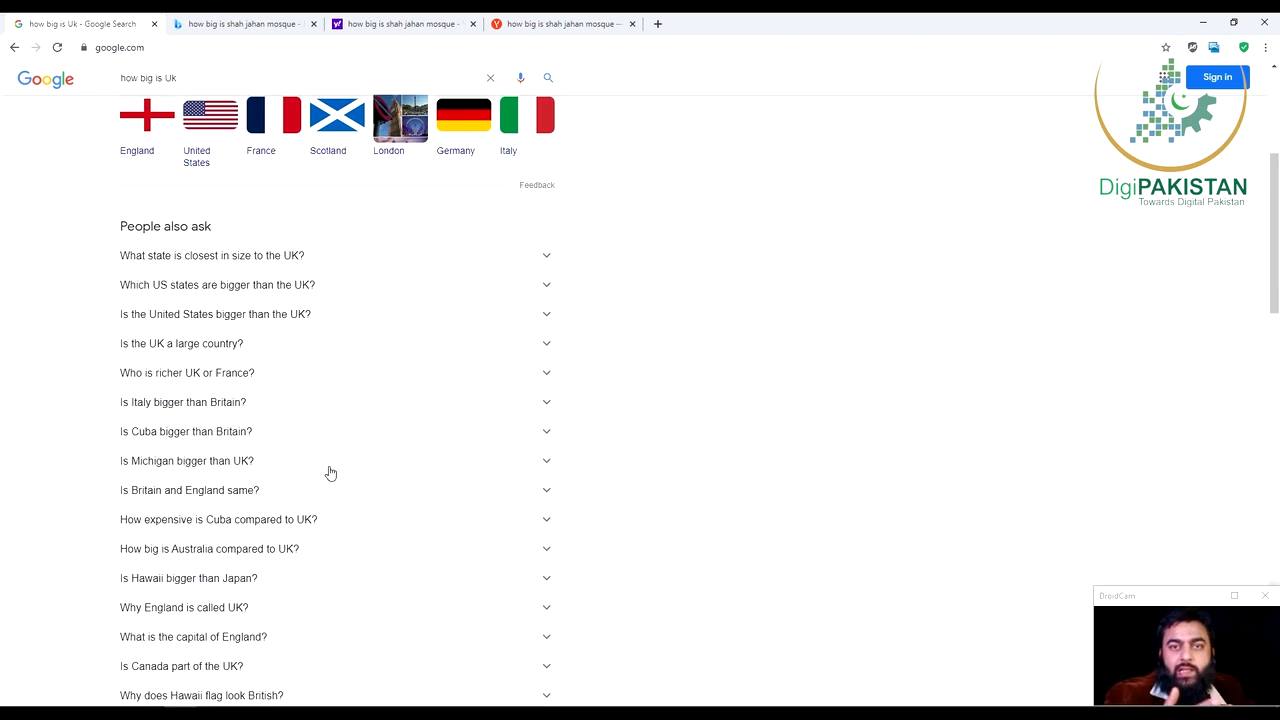 how big is Uk - Google Search
how big is shah jahan mosque -
how big is shah jahan mosque -
how big is shah jahan mosque —
google.com
Google
how big is Uk
Sign in
England
United States
France
Scotland
London
Germany
Italy
Feedback
DigiPAKISTAN
Towards Digital Pakistan
People also ask
What state is closest in size to the UK?
Which US states are bigger than the UK?
Is the United States bigger than the UK?
Is the UK a large country?
Who is richer UK or France?
Is Italy bigger than Britain?
Is Cuba bigger than Britain?
Is Michigan bigger than UK?
Is Britain and England same?
How expensive is Cuba compared to UK?
How big is Australia compared to UK?
Is Hawaii bigger than Japan?
Why England is called UK?
What is the capital of England?
Is Canada part of the UK?
Why does Hawaii flag look British?
DroidCam